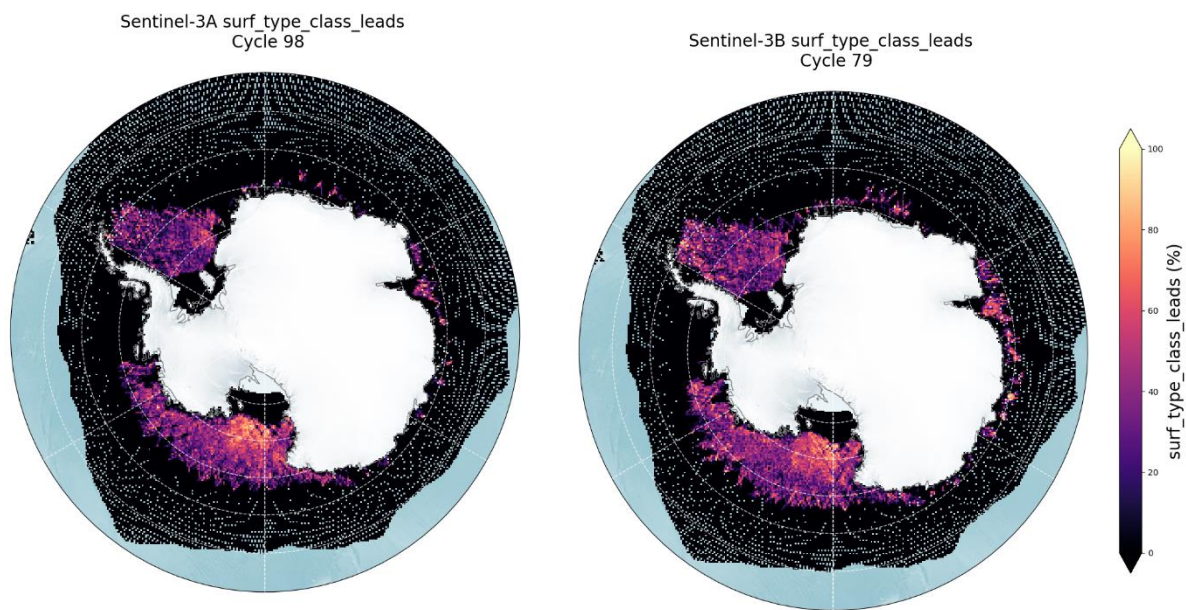 Sentinel-3A surf_type_class_leads
Cycle 98
Sentinel-3B surf_type_class_leads
Cycle 79
100
80
60
40
20
0
surf_type_class_leads (%)